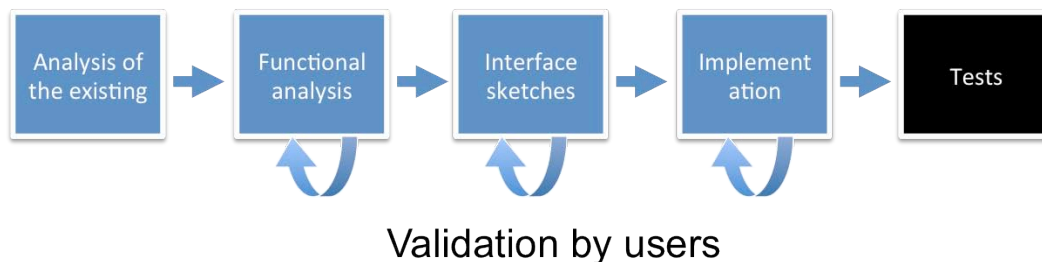 Analysis of
the existing
Functional
analysis
Interface
sketches
Implement
ation
Tests
Validation by users